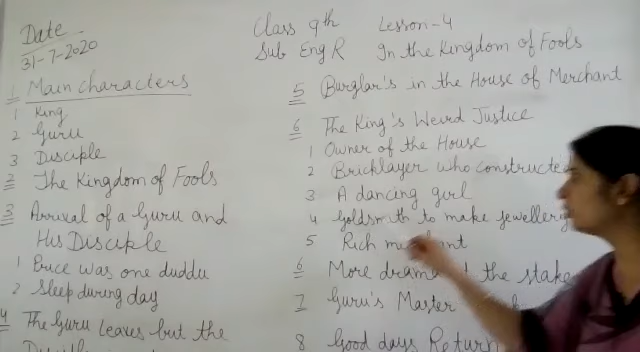 Date
31-7-2020
Class 9th Lesson-4
Sub Eng R In the Kingdom of Fools
1 Main characters
1 King
2 Guru
3 Disciple
2 The Kingdom of Fools
3 Arrival of a Guru and
His Disciple
1 Price was one duddu
2 Sleep during day
4 The Guru leaves but the
5 Burglar's in the House of Merchant
6 The King's Weird Justice
1 Owner of the House
2 Bricklayer who constructed
3 A dancing girl
4 Goldsmith to make jewellery
5 Rich merchant
6 More drama the stake
7 Guru's Master
8 Good days Return